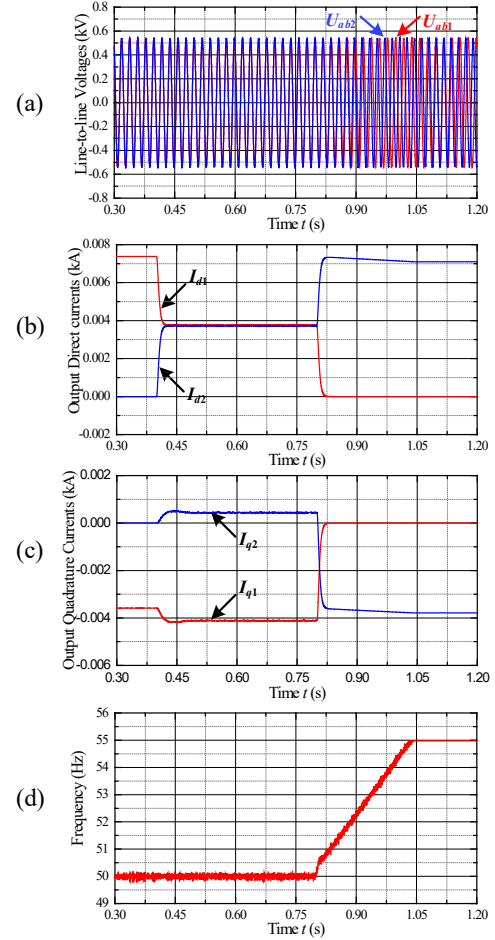 (a)
Line-to-line Voltages (kV)
0.8
0.6
0.4
0.2
0.0
-0.2
-0.4
-0.6
-0.8
U_ab2
U_ab1
0.30 0.45 0.60 0.75 0.90 1.05 1.20
Time t (s)
(b)
Output Direct currents (kA)
0.008
0.006
0.004
0.002
0.000
-0.002
I_d1
I_d2
0.30 0.45 0.60 0.75 0.90 1.05 1.20
Time t (s)
(c)
Output Quadrature Currents (kA)
0.002
0.000
-0.002
-0.004
-0.006
I_q2
I_q1
0.30 0.45 0.60 0.75 0.90 1.05 1.20
Time t (s)
(d)
Frequency (Hz)
55
54
53
52
51
50
49
0.30 0.45 0.60 0.75 0.90 1.05 1.20
Time t (s)